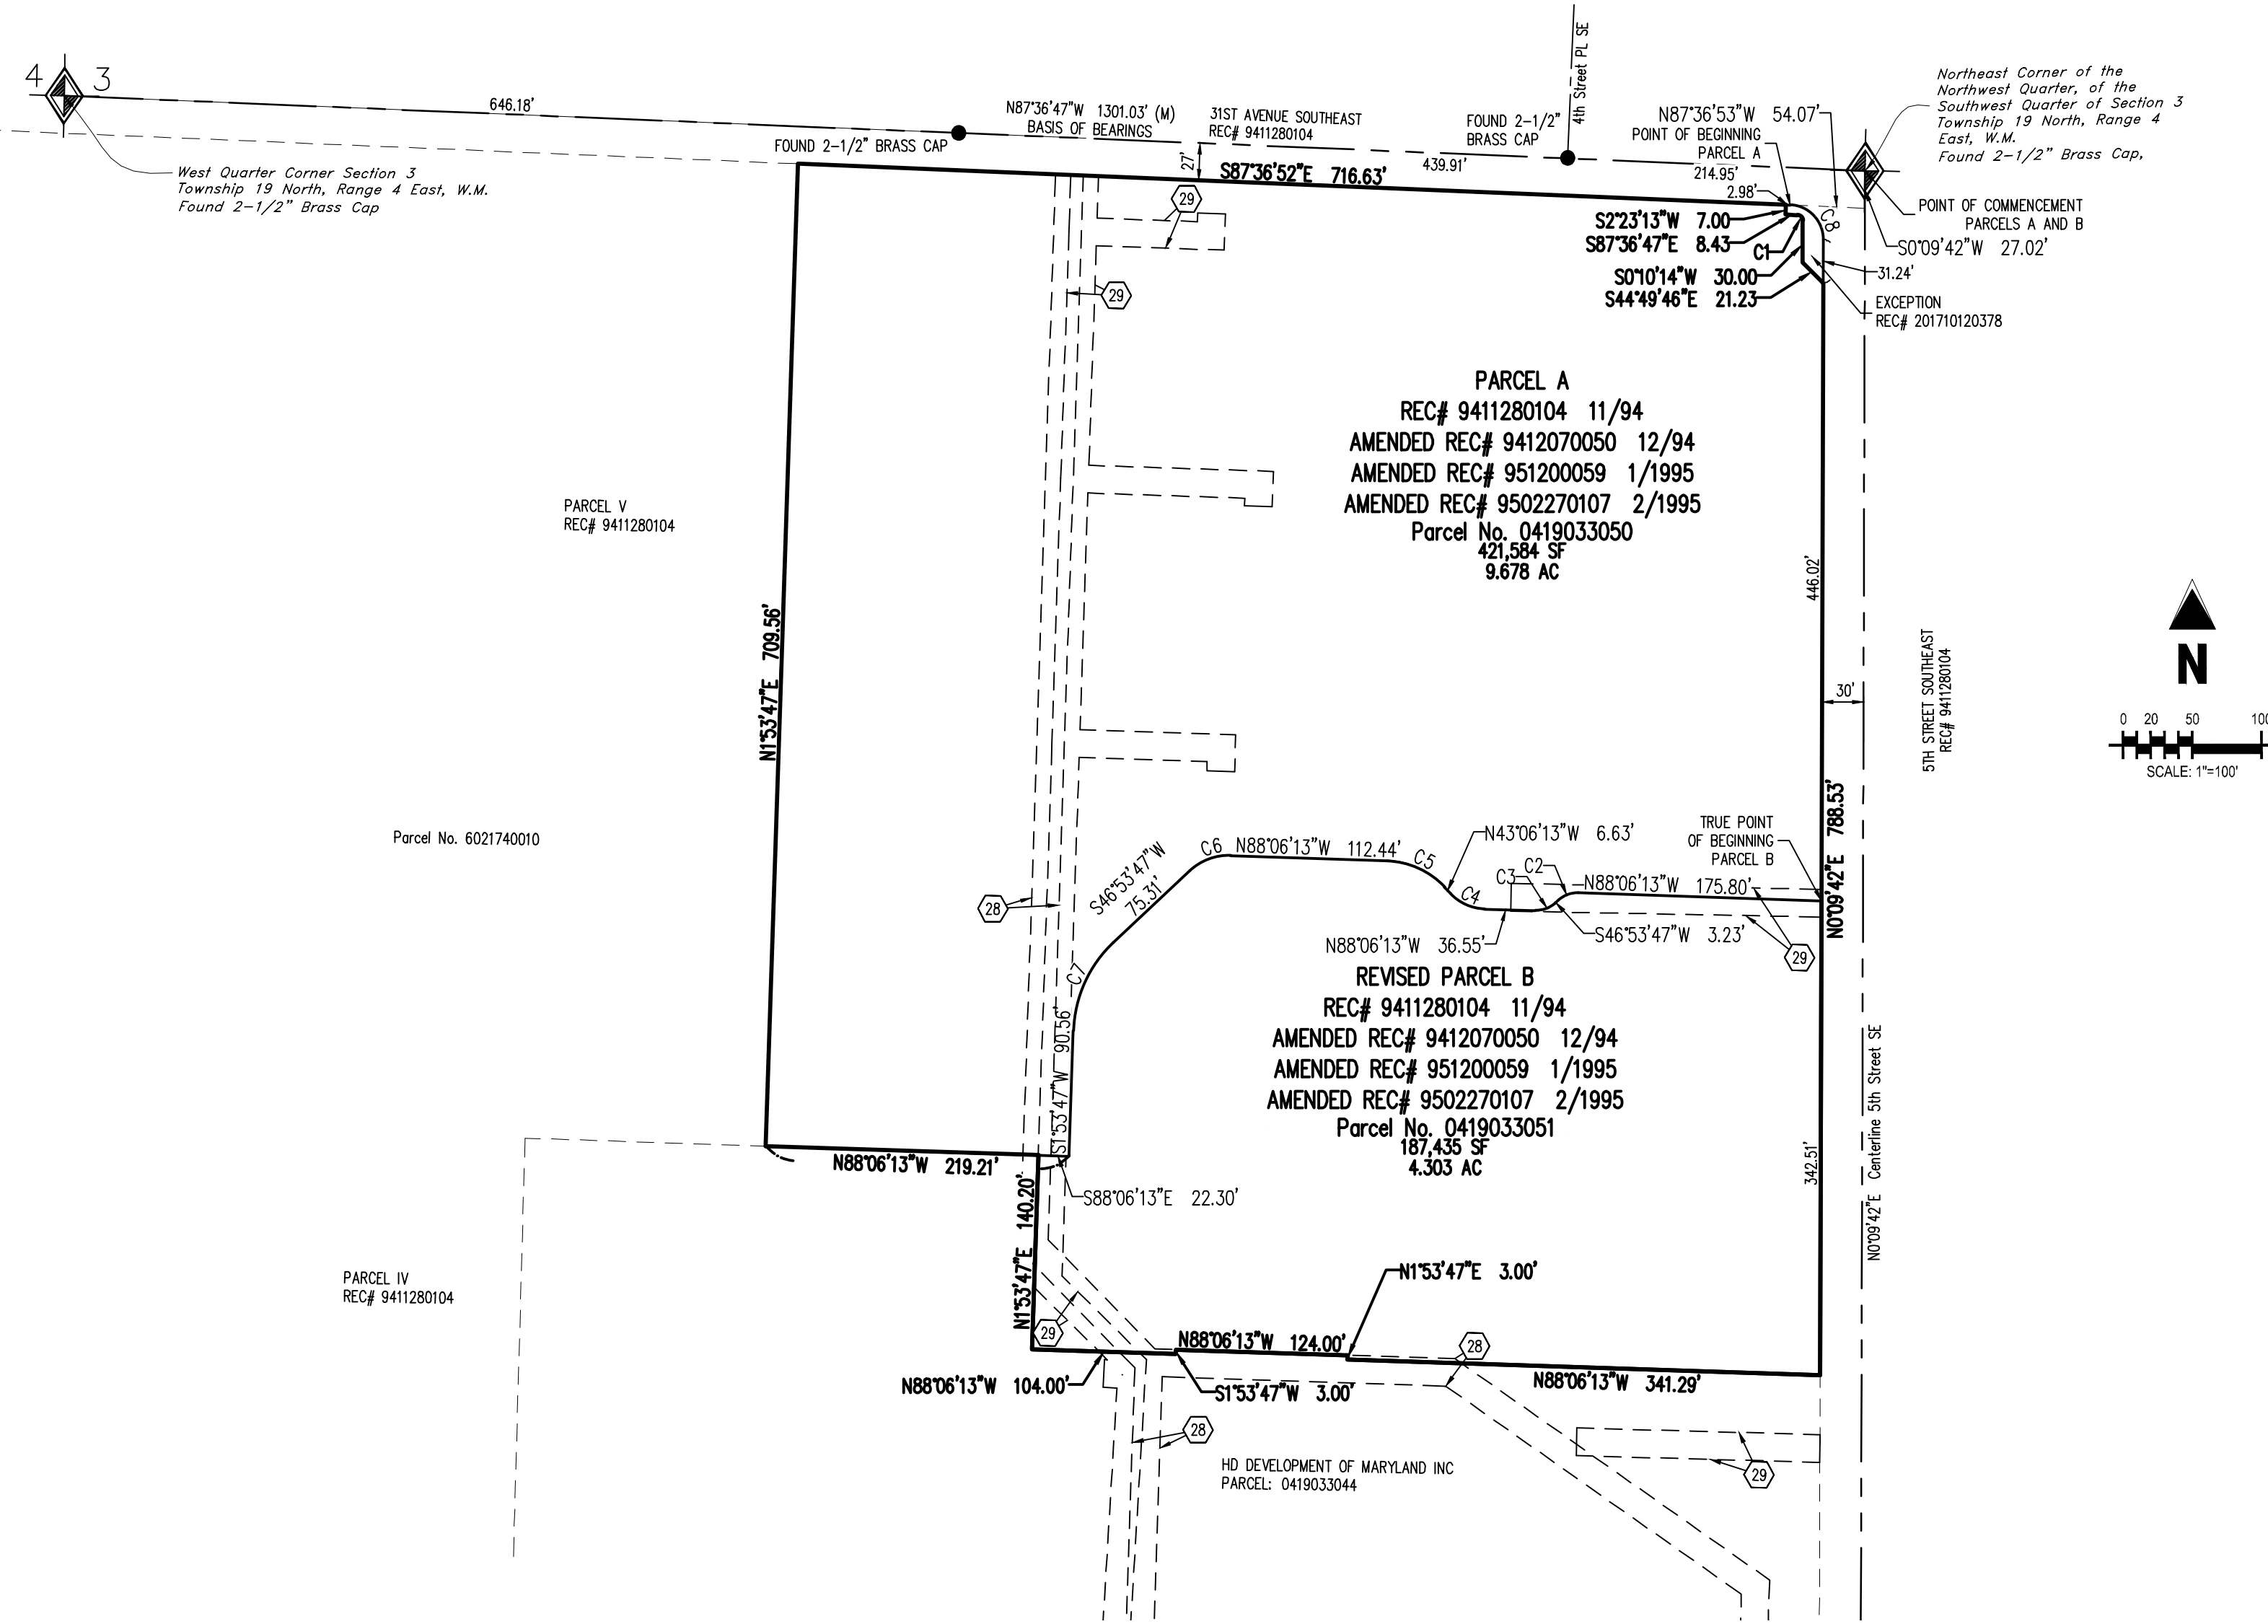 4
3
646.18'
N87°36'47"W 1301.03' (M)
BASIS OF BEARINGS
31ST AVENUE SOUTHEAST
REC# 9411280104
FOUND 2-1/2" BRASS CAP
FOUND 2-1/2"
BRASS CAP
4th Street PL SE
N87°36'53"W 54.07'
POINT OF BEGINNING
PARCEL A
Northeast Corner of the
Northwest Quarter, of the
Southwest Quarter of Section 3
Township 19 North, Range 4
East, W.M.
Found 2-1/2" Brass Cap,
West Quarter Corner Section 3
Township 19 North, Range 4 East, W.M.
Found 2-1/2" Brass Cap
27'
S87°36'52"E 716.63'
439.91'
214.95'
2.98'
POINT OF COMMENCEMENT
PARCELS A AND B
S0°09'42"W 27.02'
S2°23'13"W 7.00
S87°36'47"E 8.43
C1
C8
S0°10'14"W 30.00
S44°49'46"E 21.23
31.24'
EXCEPTION
REC# 201710120378
29
29
PARCEL A
REC# 9411280104 11/94
AMENDED REC# 9412070050 12/94
AMENDED REC# 951200059 1/1995
AMENDED REC# 9502270107 2/1995
Parcel No. 0419033050
421,584 SF
9.678 AC
PARCEL V
REC# 9411280104
N1°53'47"E 709.56'
446.02'
30'
5TH STREET SOUTHEAST
REC# 9411280104
N
0 20 50 100
SCALE: 1"=100'
Parcel No. 6021740010
N0°09'42"E 788.53'
TRUE POINT
OF BEGINNING
PARCEL B
N43°06'13"W 6.63'
C6
N88°06'13"W 112.44'
C5
C4
C3
C2
N88°06'13"W 175.80'
S46°53'47"W
75.31'
S46°53'47"W 3.23'
N88°06'13"W 36.55'
28
29
C7
REVISED PARCEL B
REC# 9411280104 11/94
AMENDED REC# 9412070050 12/94
AMENDED REC# 951200059 1/1995
AMENDED REC# 9502270107 2/1995
Parcel No. 0419033051
187,435 SF
4.303 AC
S1°53'47"W 90.56'
342.51'
N0°09'42"E Centerline 5th Street SE
N88°06'13"W 219.21'
S88°06'13"E 22.30'
N1°53'47"E 140.20'
PARCEL IV
REC# 9411280104
N1°53'47"E 3.00'
29
N88°06'13"W 124.00'
28
N88°06'13"W 104.00'
S1°53'47"W 3.00'
N88°06'13"W 341.29'
28
HD DEVELOPMENT OF MARYLAND INC
PARCEL: 0419033044
29